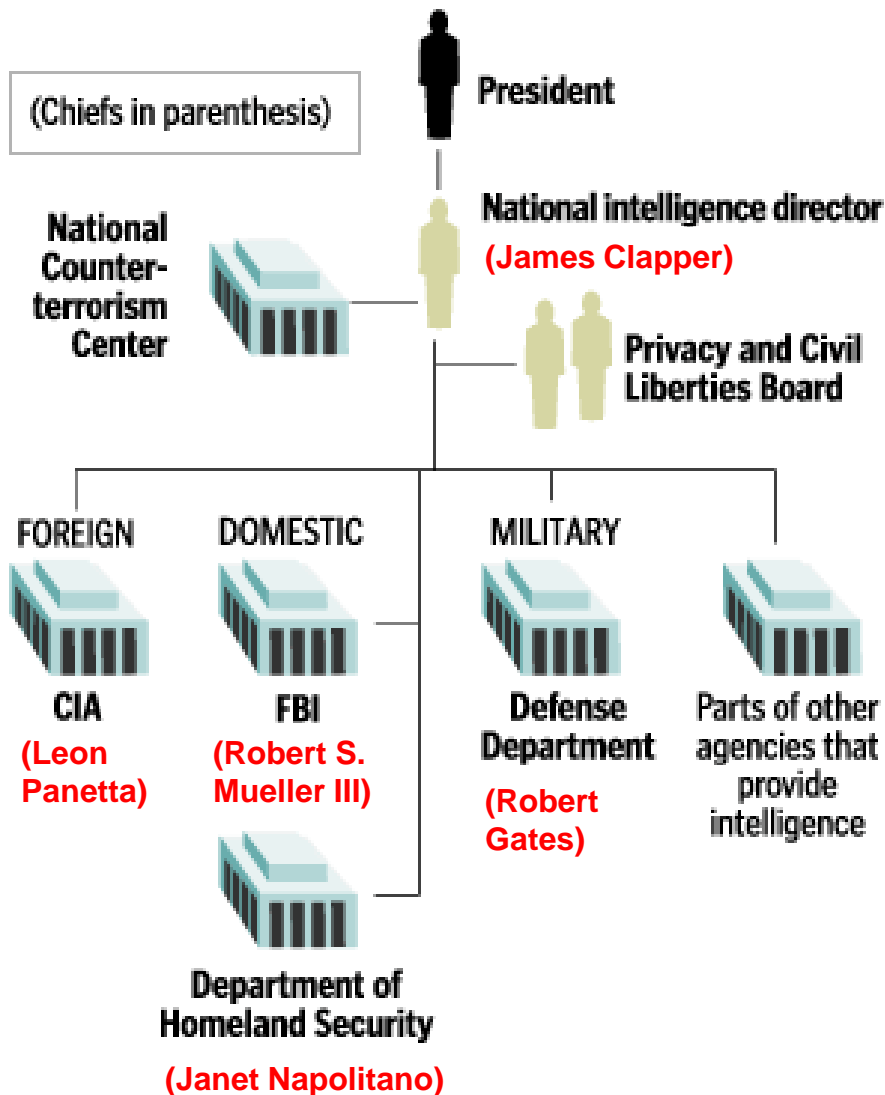 President
(Chiefs in parenthesis)
National intelligence director
(James Clapper)
National
Counter-
terrorism
Center
Privacy and Civil
Liberties Board
FOREIGN
DOMESTIC
MILITARY
CIA
(Leon
Panetta)
FBI
(Robert S.
Mueller III)
Defense
Department
(Robert
Gates)
Parts of other
agencies that
provide
intelligence
Department of
Homeland Security
(Janet Napolitano)